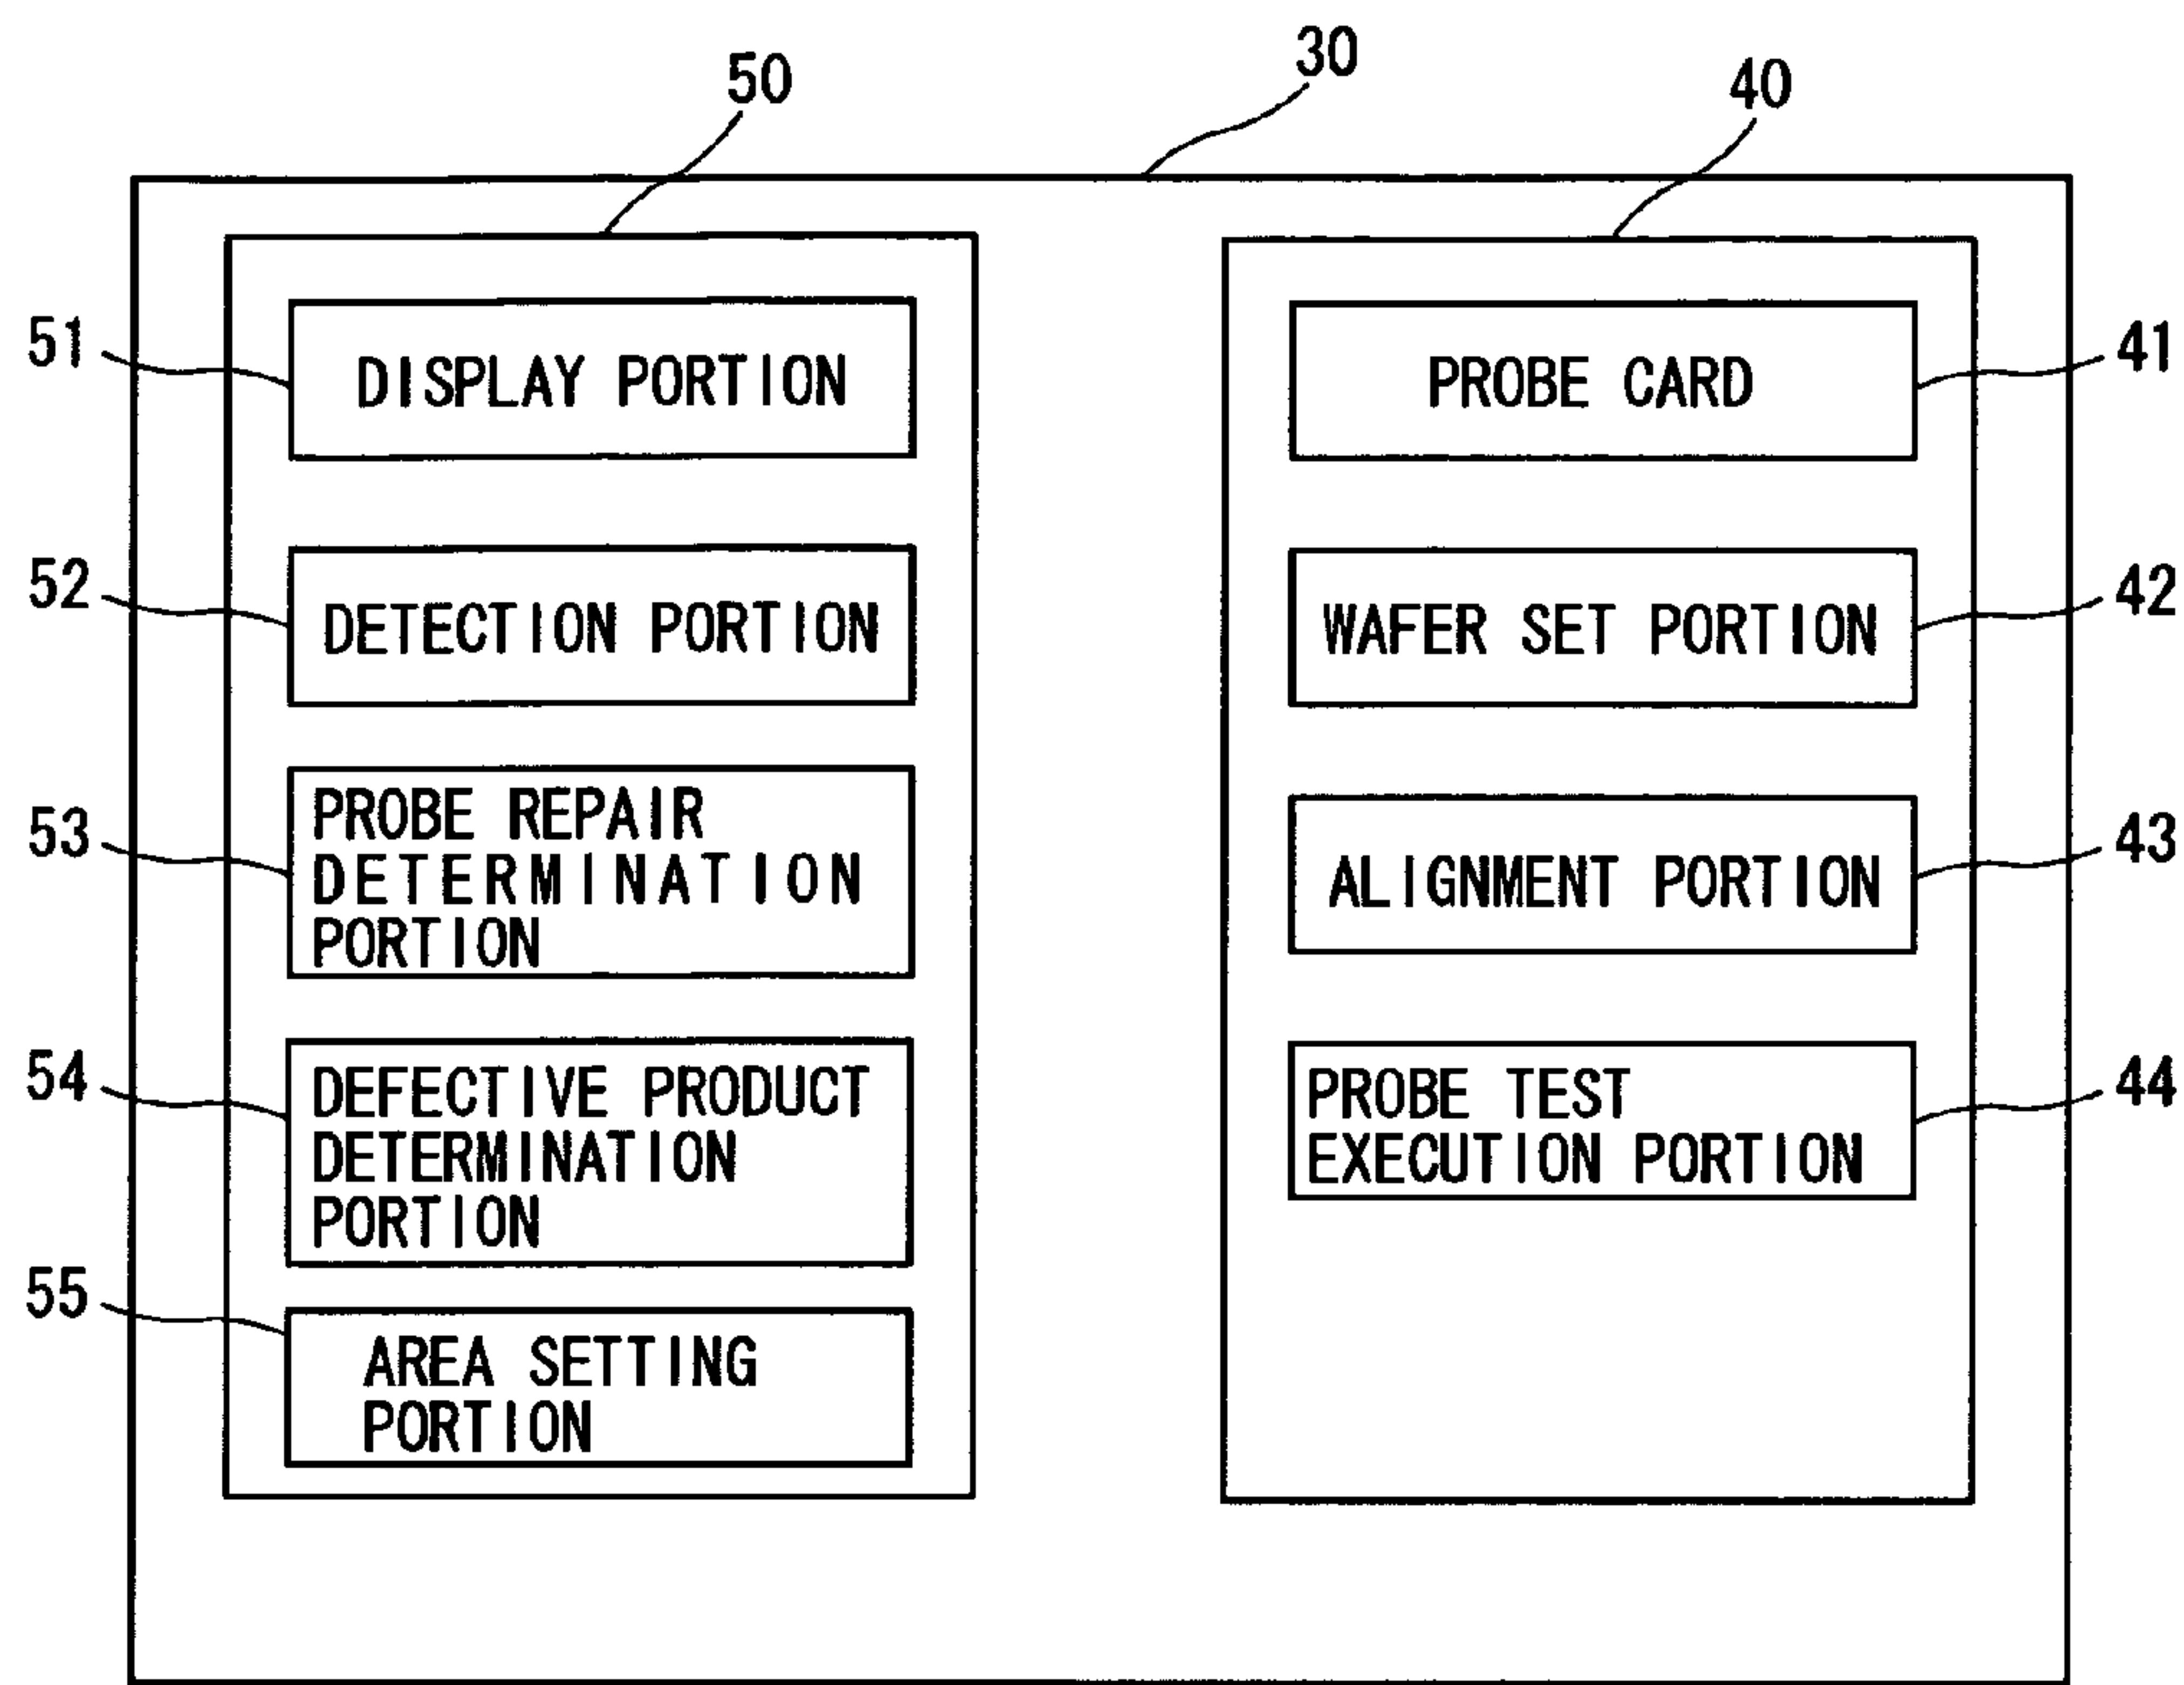 30
50
40
51
DISPLAY PORTION
52
DETECTION PORTION
53
PROBE REPAIR
DETERMINATION
PORTION
54
DEFECTIVE PRODUCT
DETERMINATION
PORTION
55
AREA SETTING
PORTION
PROBE CARD
41
WAFER SET PORTION
42
ALIGNMENT PORTION
43
PROBE TEST
EXECUTION PORTION
44